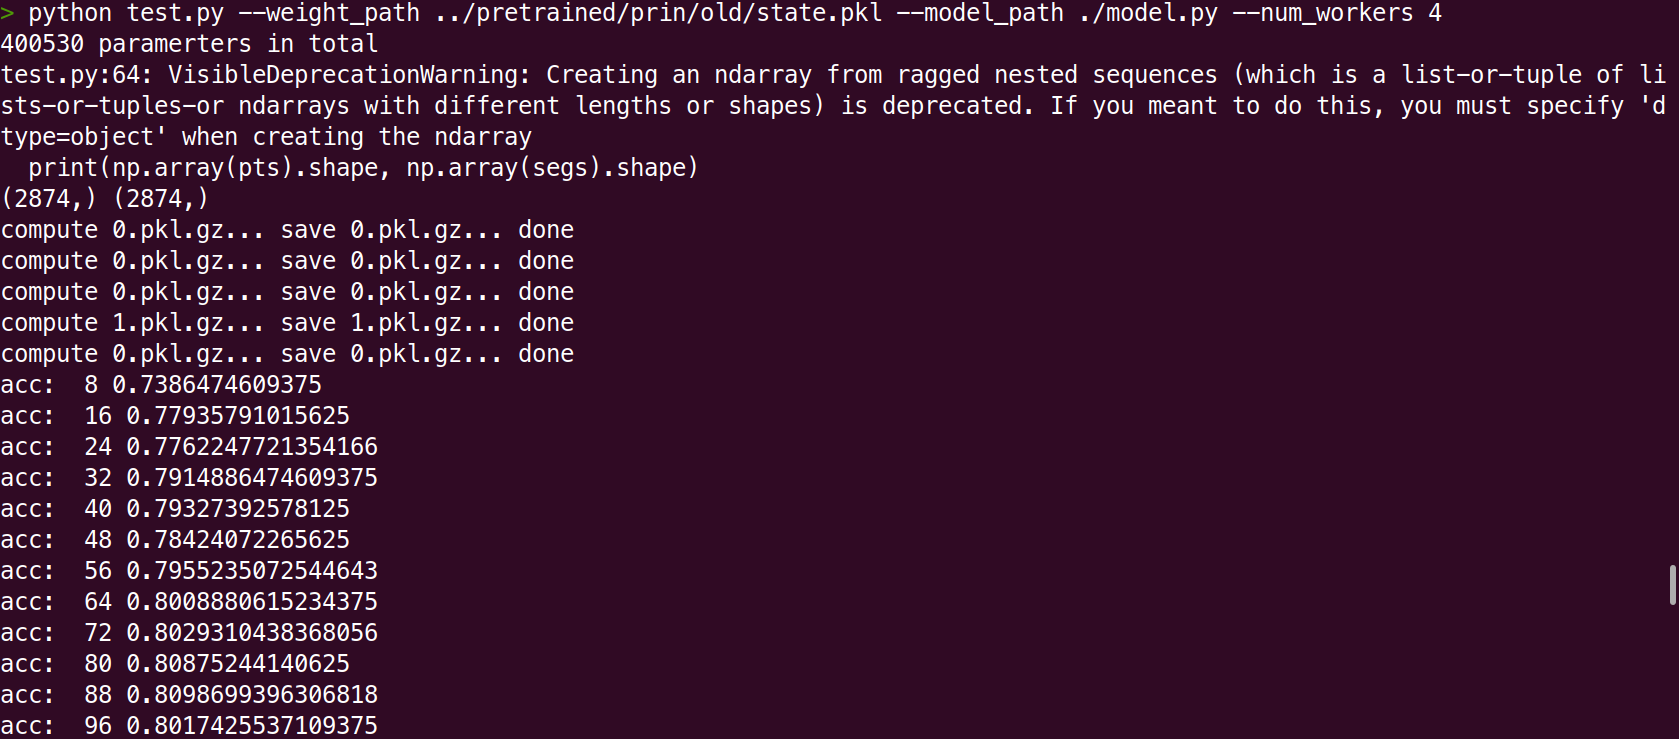 > python test.py --weight_path ../pretrained/prin/old/state.pkl --model_path ./model.py --num_workers 4
400530 paramerters in total
test.py:64: VisibleDeprecationWarning: Creating an ndarray from ragged nested sequences (which is a list-or-tuple of li
sts-or-tuples-or ndarrays with different lengths or shapes) is deprecated. If you meant to do this, you must specify 'd
type=object' when creating the ndarray
  print(np.array(pts).shape, np.array(segs).shape)
(2874,) (2874,)
compute 0.pkl.gz... save 0.pkl.gz... done
compute 0.pkl.gz... save 0.pkl.gz... done
compute 0.pkl.gz... save 0.pkl.gz... done
compute 1.pkl.gz... save 1.pkl.gz... done
compute 0.pkl.gz... save 0.pkl.gz... done
acc:  8 0.7386474609375
acc:  16 0.77935791015625
acc:  24 0.7762247721354166
acc:  32 0.7914886474609375
acc:  40 0.79327392578125
acc:  48 0.78424072265625
acc:  56 0.7955235072544643
acc:  64 0.8008880615234375
acc:  72 0.8029310438368056
acc:  80 0.80875244140625
acc:  88 0.8098699396306818
acc:  96 0.8017425537109375